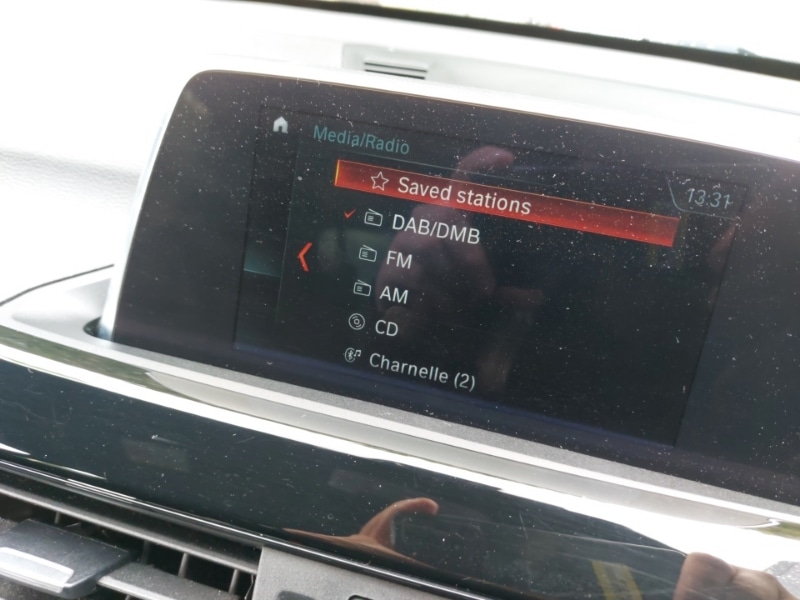 Media/Radio
13:31
Saved stations
DAB/DMB
FM
AM
CD
Charnelle (2)